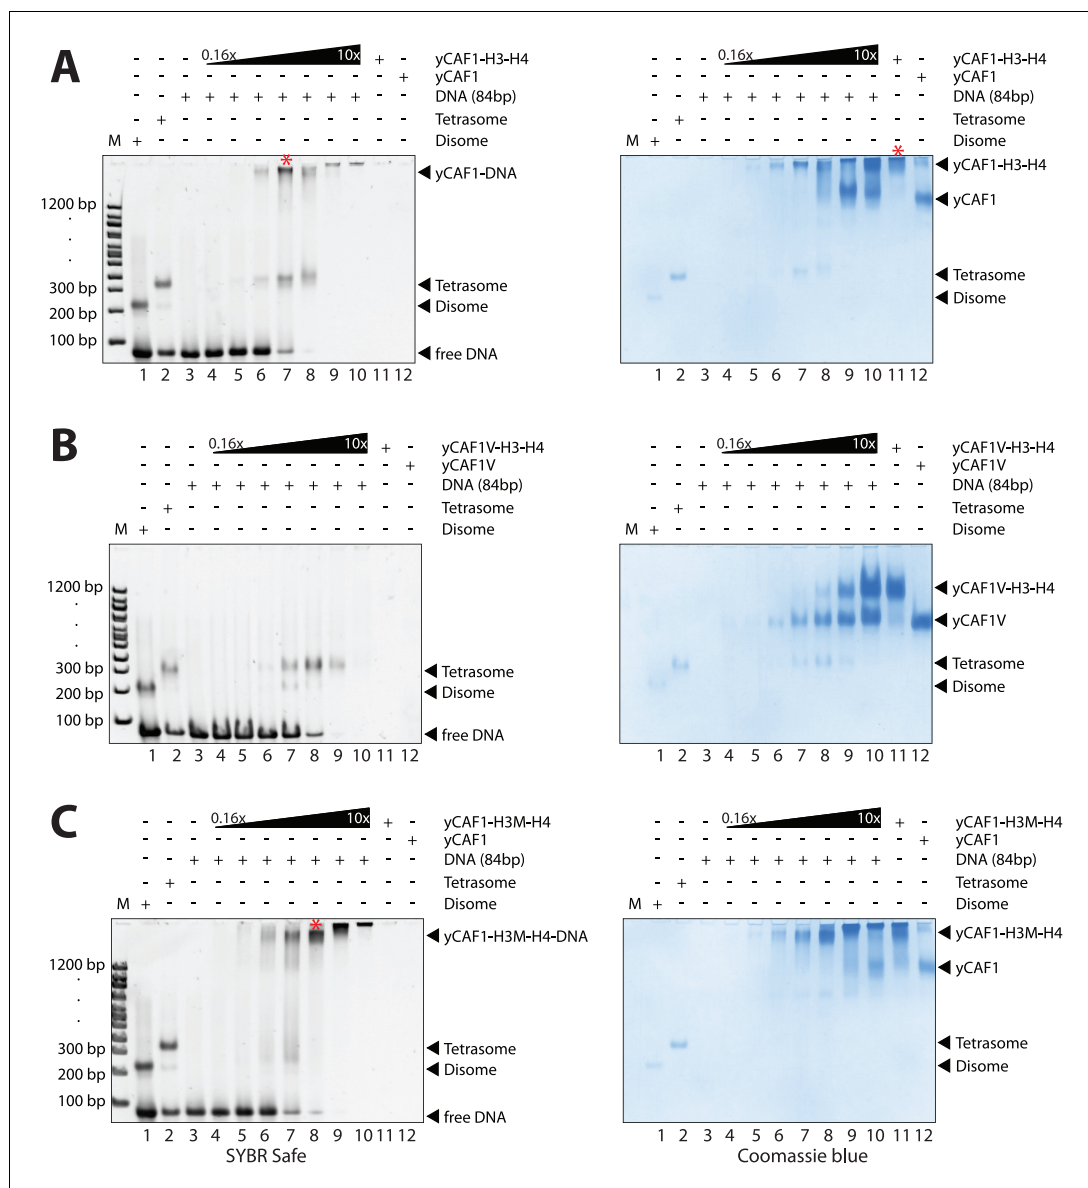 A
0.16x 10x
- - - - - + - yCAF1-H3-H4
- - - - - - - - - - - + yCAF1
- - + + + + + + + + - - DNA (84bp)
- + - - - - - - - - - - Tetrasome
M + - - - - - - - - - - - Disome
*
yCAF1-DNA
1200 bp
.
.
300 bp
200 bp
100 bp
Tetrasome
Disome
free DNA
1 2 3 4 5 6 7 8 9 10 11 12
0.16x 10x
- - - - - + - yCAF1-H3-H4
- - - - - - - - - - - + yCAF1
- - + + + + + + + + - - DNA (84bp)
- + - - - - - - - - - - Tetrasome
M + - - - - - - - - - - - Disome
*
yCAF1-H3-H4
yCAF1
Tetrasome
Disome
1 2 3 4 5 6 7 8 9 10 11 12
B
0.16x 10x
- - - + - yCAF1V-H3-H4
- - - - - - - - - - - + yCAF1V
- - + + + + + + + + - - DNA (84bp)
- + - - - - - - - - - - Tetrasome
M + - - - - - - - - - - - Disome
1200 bp
.
.
300 bp
200 bp
100 bp
Tetrasome
Disome
free DNA
1 2 3 4 5 6 7 8 9 10 11 12
0.16x 10x
- - - + - yCAF1V-H3-H4
- - - - - - - - - - - + yCAF1V
- - + + + + + + + + - - DNA (84bp)
- + - - - - - - - - - - Tetrasome
M + - - - - - - - - - - - Disome
yCAF1V-H3-H4
yCAF1V
Tetrasome
Disome
1 2 3 4 5 6 7 8 9 10 11 12
C
0.16x 10x
- - - + - yCAF1-H3M-H4
- - - - - - - - - - - + yCAF1
- - + + + + + + + + - - DNA (84bp)
- + - - - - - - - - - - Tetrasome
M + - - - - - - - - - - - Disome
*
yCAF1-H3M-H4-DNA
1200 bp
.
.
300 bp
200 bp
100 bp
Tetrasome
Disome
free DNA
1 2 3 4 5 6 7 8 9 10 11 12
SYBR Safe
0.16x 10x
- - - + - yCAF1-H3M-H4
- - - - - - - - - - - + yCAF1
- - + + + + + + + + - - DNA (84bp)
- + - - - - - - - - - - Tetrasome
M + - - - - - - - - - - - Disome
yCAF1-H3M-H4
yCAF1
Tetrasome
Disome
1 2 3 4 5 6 7 8 9 10 11 12
Coomassie blue